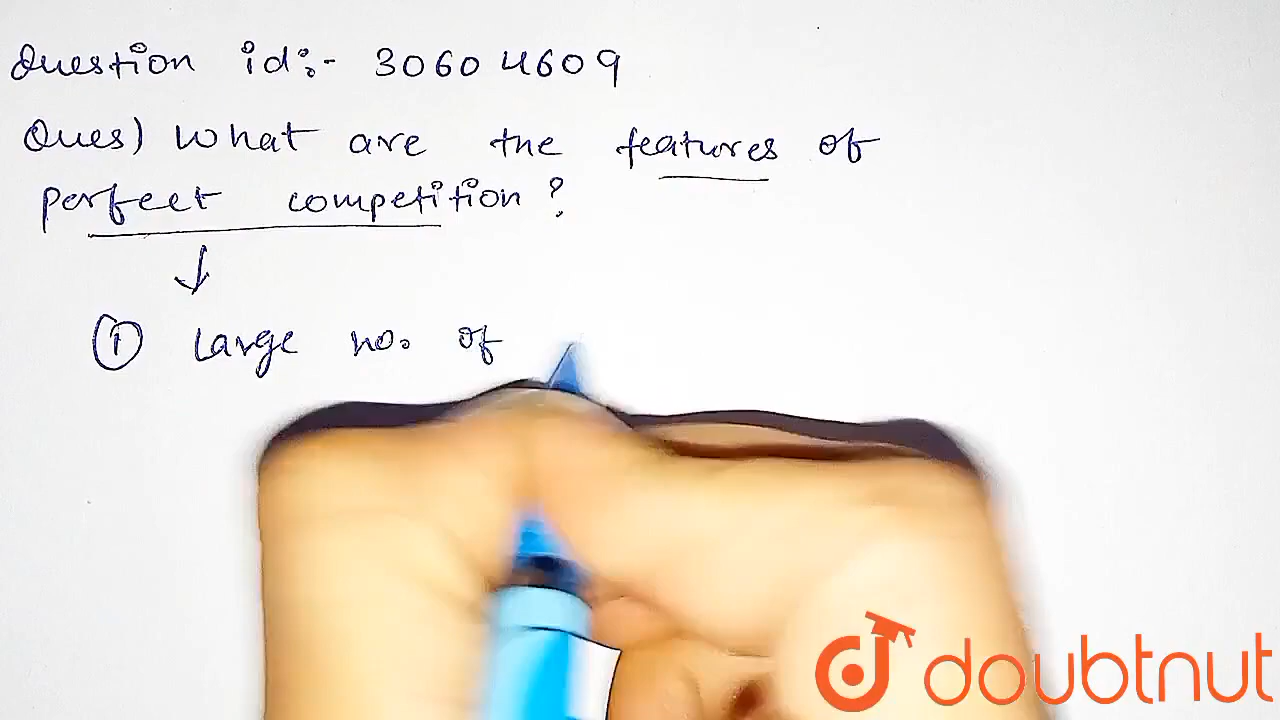 Question id:- 30604609
Ques) What are the features of
perfect competition?
① Large no. of
doubtnut